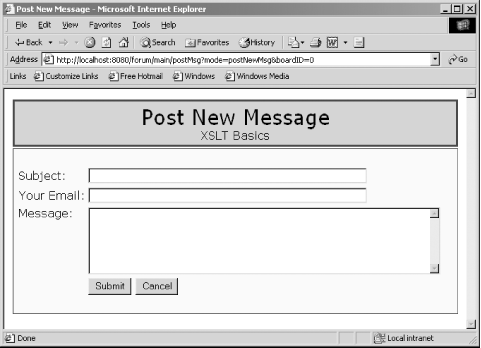 Post New Message - Microsoft Internet Explorer
File Edit View Favorites Tools Help
Back Search Favorites History
Address http://localhost:8080/forum/main/postMsg?mode=postNewMsg&boardID=0 Go
Links Customize Links Free Hotmail Windows Windows Media
Post New Message
XSLT Basics
Subject:
Your Email:
Message:
Submit Cancel
Done Local intranet